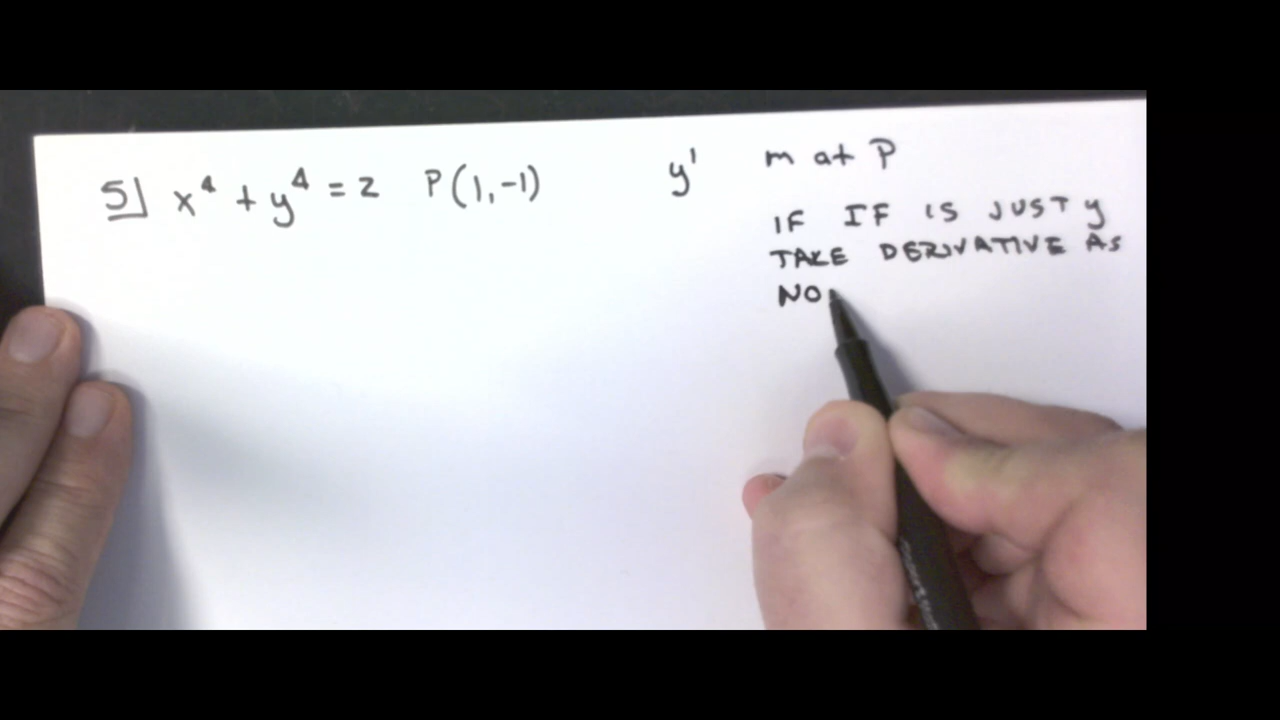 5] x⁴ + y⁴ = 2 P(1,-1) y' m at P
IF IF IS JUST y
TAKE DERIVATIVE AS
NO